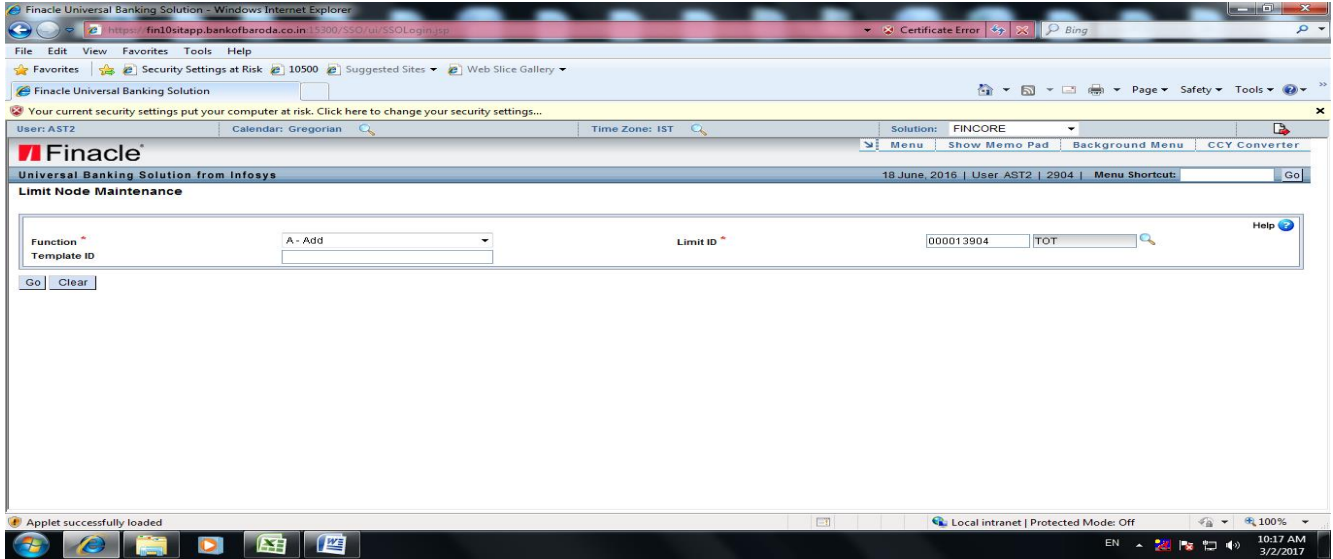 Finacle Universal Banking Solution - Windows Internet Explorer
https://fin10sitapp.bankofbaroda.co.in:15300/SSO/ui/SSOLogin.jsp Certificate Error Bing
File Edit View Favorites Tools Help
Favorites Security Settings at Risk 10500 Suggested Sites Web Slice Gallery
Finacle Universal Banking Solution Page Safety Tools
Your current security settings put your computer at risk. Click here to change your security settings...
User: AST2 Calendar: Gregorian Time Zone: IST Solution: FINCORE
Finacle Menu Show Memo Pad Background Menu CCY Converter
Universal Banking Solution from Infosys 18 June, 2016 | User AST2 | 2904 | Menu Shortcut: Go
Limit Node Maintenance
Help
Function * A - Add Limit ID * 000013904 TOT
Template ID
Go Clear
Applet successfully loaded Local intranet | Protected Mode: Off 100%
EN 10:17 AM
3/2/2017